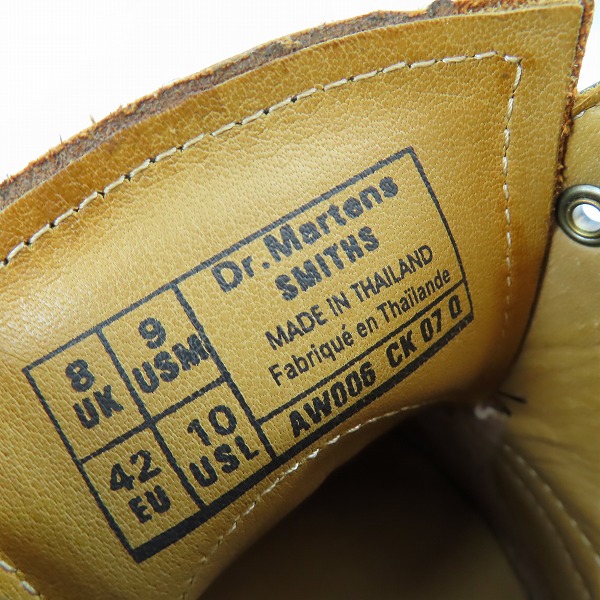 8
UK
9
USM
42
EU
10
USL
Dr.Martens
SMITHS
MADE IN THAILAND
Fabriqué en Thaïlande
AW006 CK 07 Q